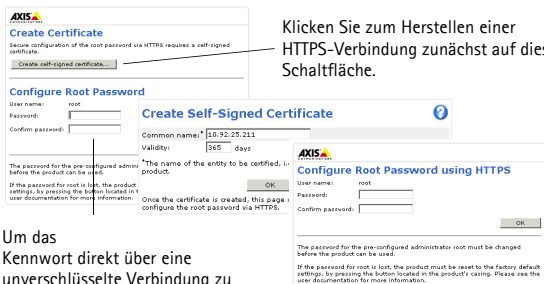 AXIS
COMMUNICATIONS
Create Certificate
Secure configuration of the root password via HTTPS requires a self-signed
certificate.
Create self-signed certificate...
Configure Root Password
User name: root
Password:
Confirm password:
The password for the pre-configured admini
before the product can be used.
If the password for root is lost, the product
settings, by pressing the button located in t
user documentation for more information.
Klicken Sie zum Herstellen einer
HTTPS-Verbindung zunächst auf dies
Schaltfläche.
Create Self-Signed Certificate
?
Common name:* 10.92.25.211
Validity: 365 days
*The name of the entity to be certified, i.
product.
OK
Once the certificate is created, this page
configure the root password via HTTPS.
AXIS
COMMUNICATIONS
Configure Root Password using HTTPS
User name: root
Password:
Confirm password:
OK
The password for the pre-configured administrator root must be changed
before the product can be used.
If the password for root is lost, the product must be reset to the factory default
settings, by pressing the button located in the product's casing. Please see the
user documentation for more information.
Um das
Kennwort direkt über eine
unverschlüsselte Verbindung zu